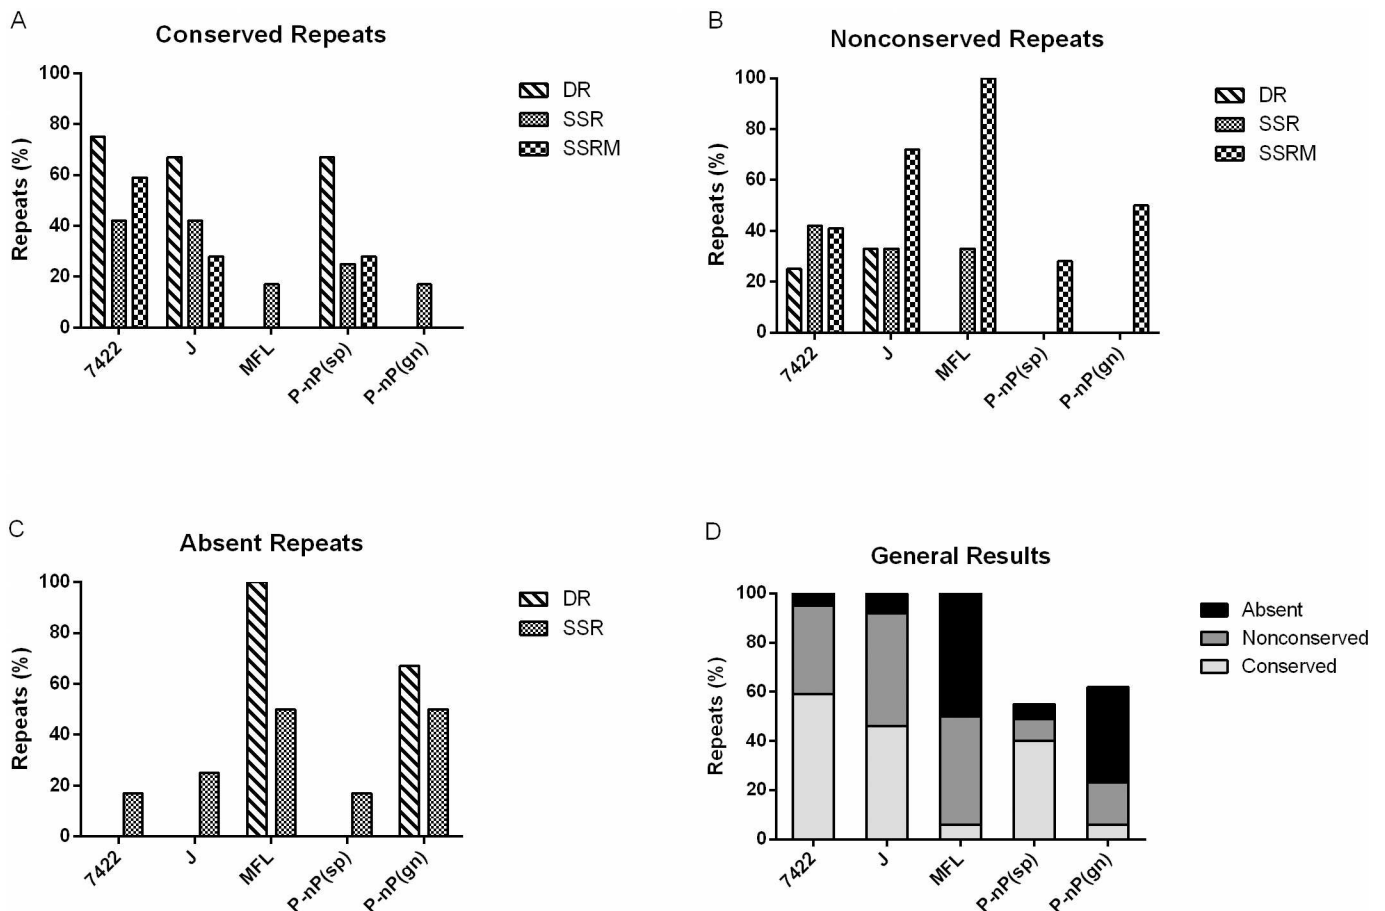 A
Conserved Repeats
100
80
60
40
20
0
Repeats (%)
7422
J
MFL
P-nP(sp)
P-nP(gn)
DR
SSR
SSRM
B
Nonconserved Repeats
100
80
60
40
20
0
Repeats (%)
7422
J
MFL
P-nP(sp)
P-nP(gn)
DR
SSR
SSRM
C
Absent Repeats
100
80
60
40
20
0
Repeats (%)
7422
J
MFL
P-nP(sp)
P-nP(gn)
DR
SSR
D
General Results
100
80
60
40
20
0
Repeats (%)
7422
J
MFL
P-nP(sp)
P-nP(gn)
Absent
Nonconserved
Conserved